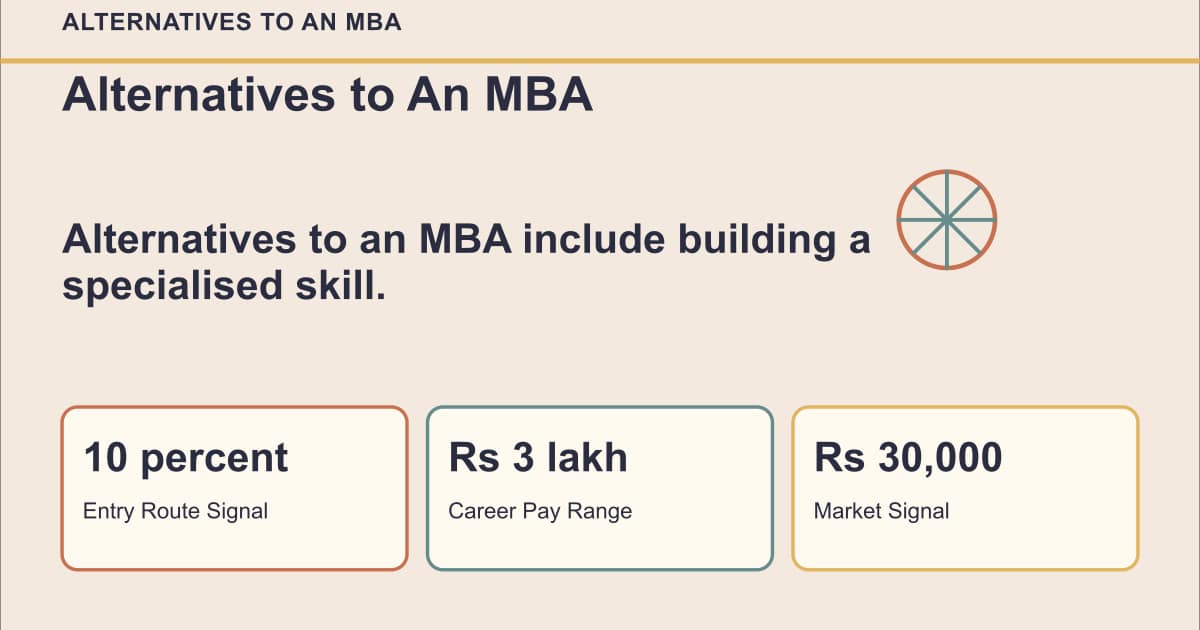 ALTERNATIVES TO AN MBA
Alternatives to An MBA
Alternatives to an MBA include building a
specialised skill.
10 percent
Entry Route Signal
Rs 3 lakh
Career Pay Range
Rs 30,000
Market Signal